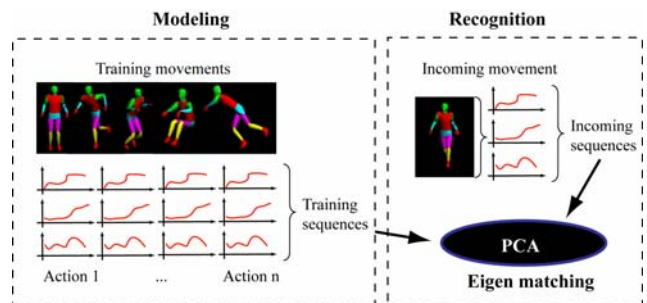 Modeling
Recognition
Training movements
Training
sequences
Action 1
...
Action n
Incoming movement
Incoming
sequences
PCA
Eigen matching